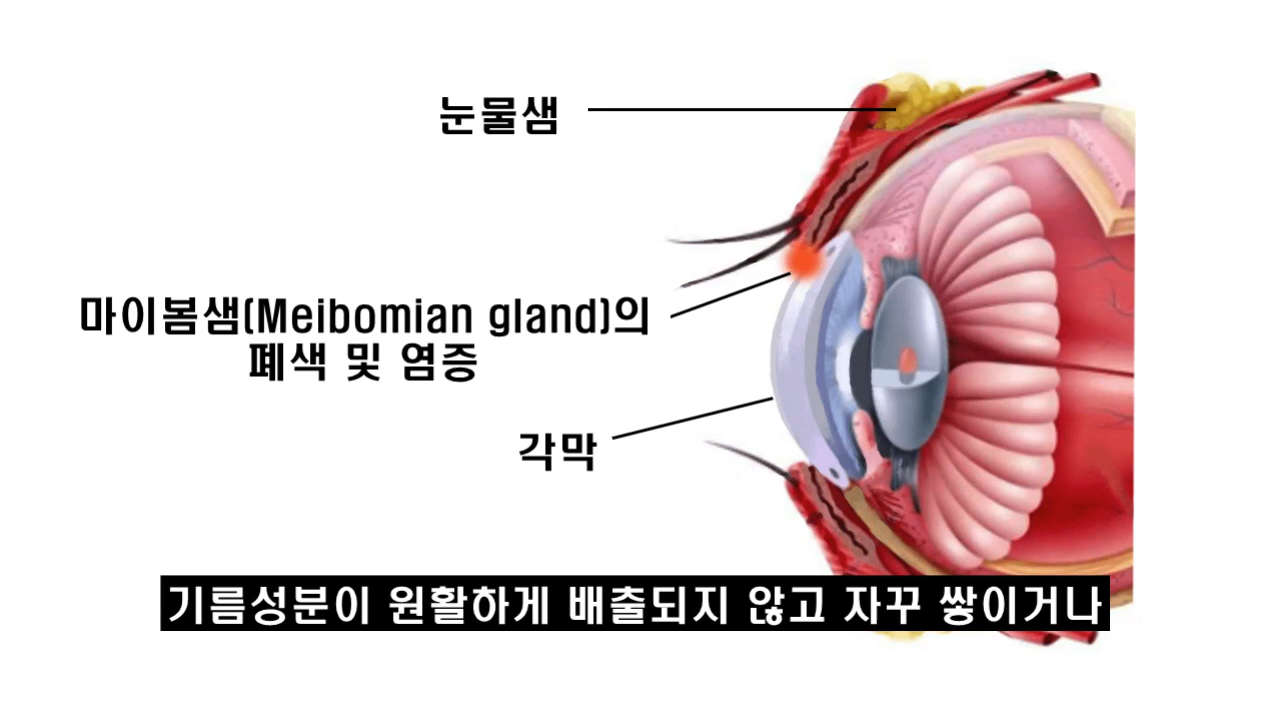 눈물샘
마이봄샘(Meibomian gland)의
폐색 및 염증
각막
기름성분이 원활하게 배출되지 않고 자꾸 쌓이거나